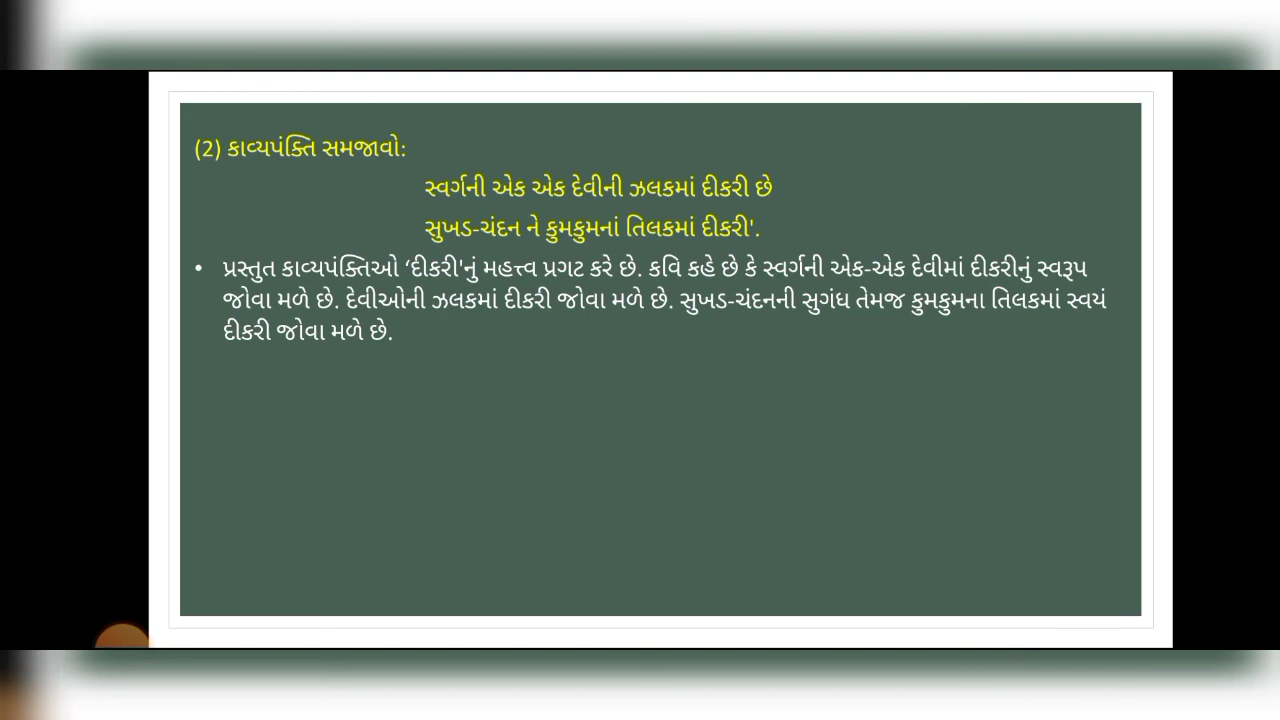 (2) કાવ્યપંક્તિ સમજાવો:
સ્વર્ગની એક એક દેવીની ઝલકમાં દીકરી છે
સુખડ-ચંદન ને કુમકુમનાં તિલકમાં દીકરી'.
• પ્રસ્તુત કાવ્યપંક્તિઓ ‘દીકરી'નું મહત્ત્વ પ્રગટ કરે છે. કવિ કહે છે કે સ્વર્ગની એક-એક દેવીમાં દીકરીનું સ્વરૂપ
જોવા મળે છે. દેવીઓની ઝલકમાં દીકરી જોવા મળે છે. સુખડ-ચંદનની સુગંધ તેમજ કુમકુમના તિલકમાં સ્વયં
દીકરી જોવા મળે છે.